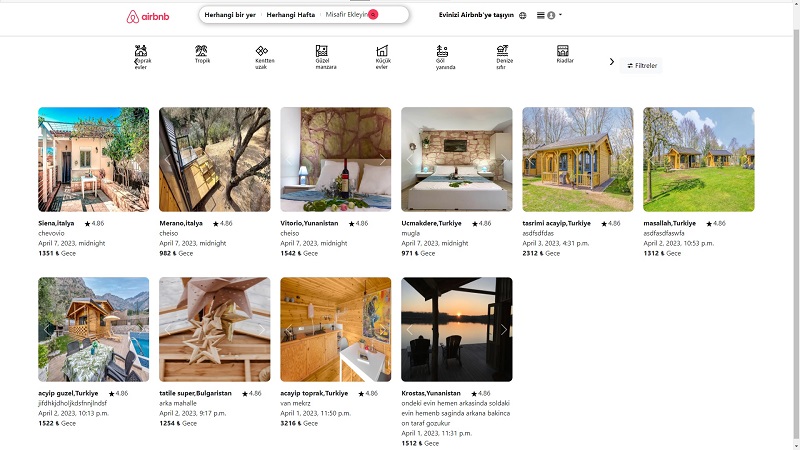 airbnb
Herhangi bir yer
Herhangi Hafta
Misafir Ekleyin
Evinizi Airbnb'ye taşıyın
Tropik
Kentten
uzak
Güzel
manzara
Küçük
evler
Göl
yanında
Denize
sıfır
Riadlar
Filtreler
Siena,italya 4.86
chevovio
April 7, 2023, midnight
1351 ₺ Gece
Merano,italya 4.86
cheiso
April 7, 2023, midnight
982 ₺ Gece
Vitorio,Yunanistan 4.86
cheiso
April 7, 2023, midnight
1542 ₺ Gece
Ucmakdere,Turkiye 4.86
mugla
April 7, 2023, midnight
971 ₺ Gece
tasrimi acayip,Turkiye 4.86
asdfsdfdas
April 3, 2023, 4:31 p.m.
2312 ₺ Gece
masallah,Turkiye 4.86
asdfasdfaswfa
April 2, 2023, 10:53 p.m.
1312 ₺ Gece
acyip guzel,Turkiye 4.86
April 2, 2023, 10:13 p.m.
1522 ₺ Gece
tatile super,Bulgaristan 4.86
arka mahalle
April 2, 2023, 9:17 p.m.
1254 ₺ Gece
acayip toprak,Turkiye 4.86
van mekrz
April 1, 2023, 11:50 p.m.
3216 ₺ Gece
Krostas,Yunanistan 4.86
ondeki evin hemen arkasinda soldaki
evin hemenb saginda arkana bakinca
on taraf gozukur
April 1, 2023, 11:31 p.m.
1512 ₺ Gece